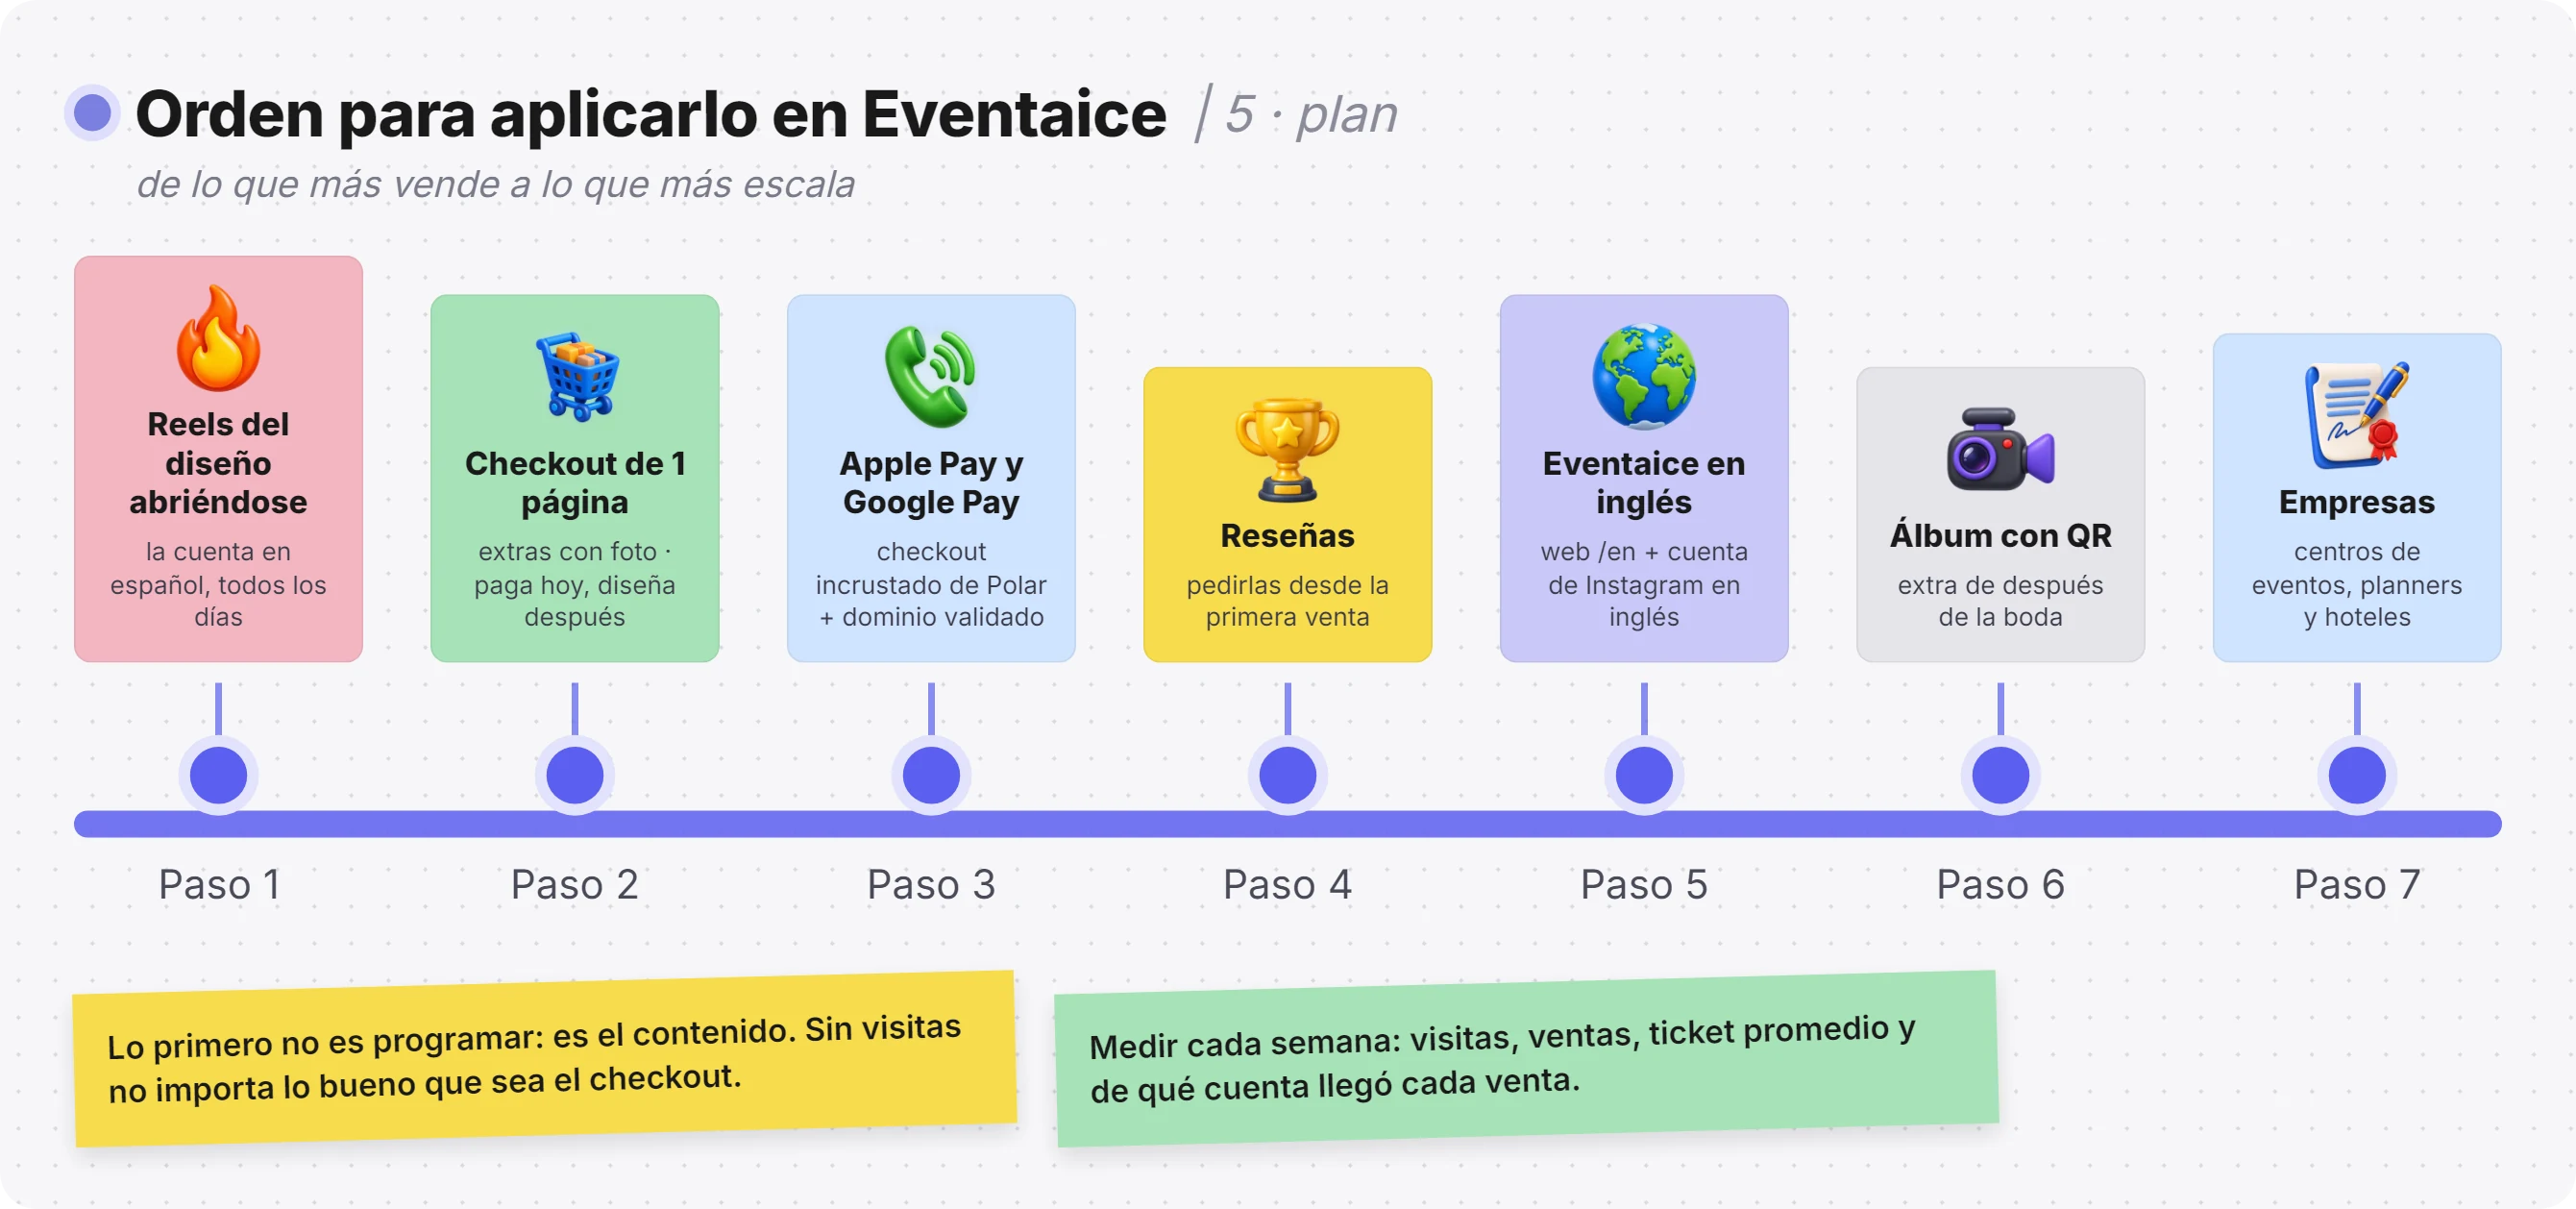 Orden para aplicarlo en Eventaice | 5 · plan
de lo que más vende a lo que más escala
Reels del
diseño
abriéndose
la cuenta en
español, todos los
días
Checkout de 1
página
extras con foto ·
paga hoy, diseña
después
Apple Pay y
Google Pay
checkout
incrustado de Polar
+ dominio validado
Reseñas
pedirlas desde la
primera venta
Eventaice en
inglés
web /en + cuenta
de Instagram en
inglés
Álbum con QR
extra de después
de la boda
Empresas
centros de
eventos, planners
y hoteles
Paso 1
Paso 2
Paso 3
Paso 4
Paso 5
Paso 6
Paso 7
Lo primero no es programar: es el contenido. Sin visitas
no importa lo bueno que sea el checkout.
Medir cada semana: visitas, ventas, ticket promedio y
de qué cuenta llegó cada venta.